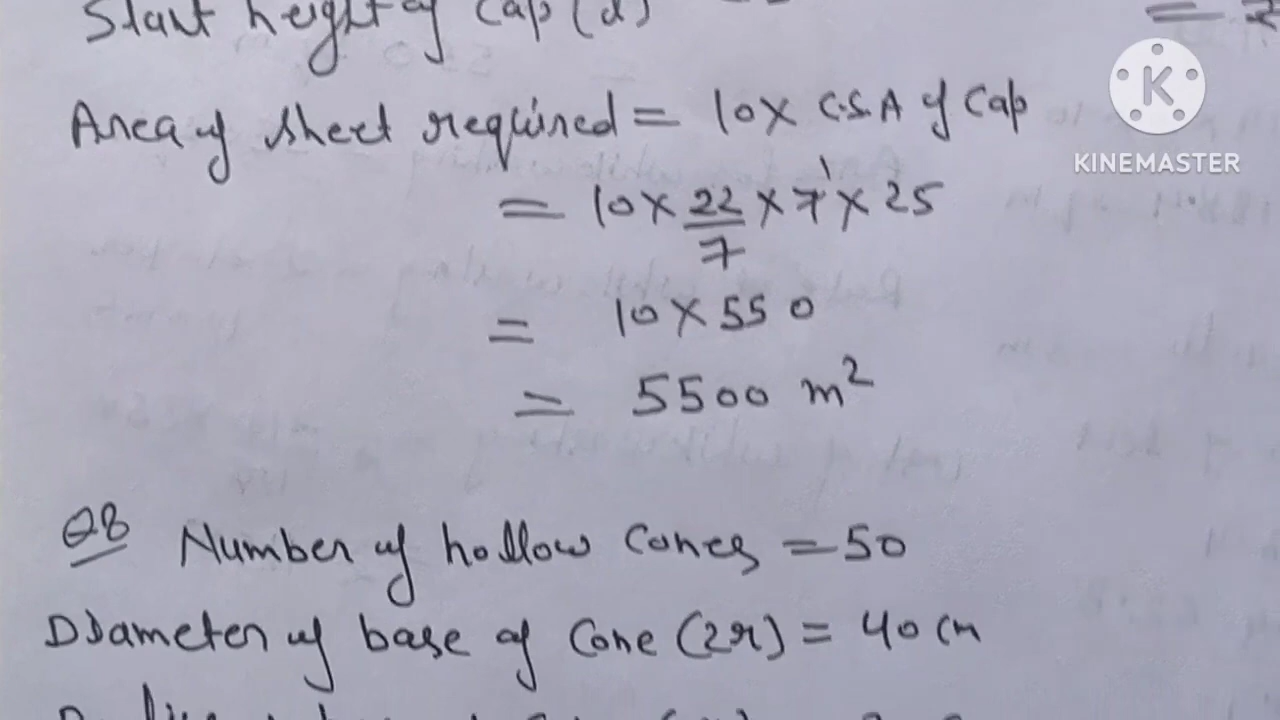 Slant height of Cap (l)
Area of sheet required = 10 × C.S.A of Cap
KINEMASTER
= 10 × 22/7 × 7 1 × 25
= 10 × 550
= 5500 m²
Q8 Number of hollow Cones = 50
Diameter of base of Cone (2r) = 40 cm